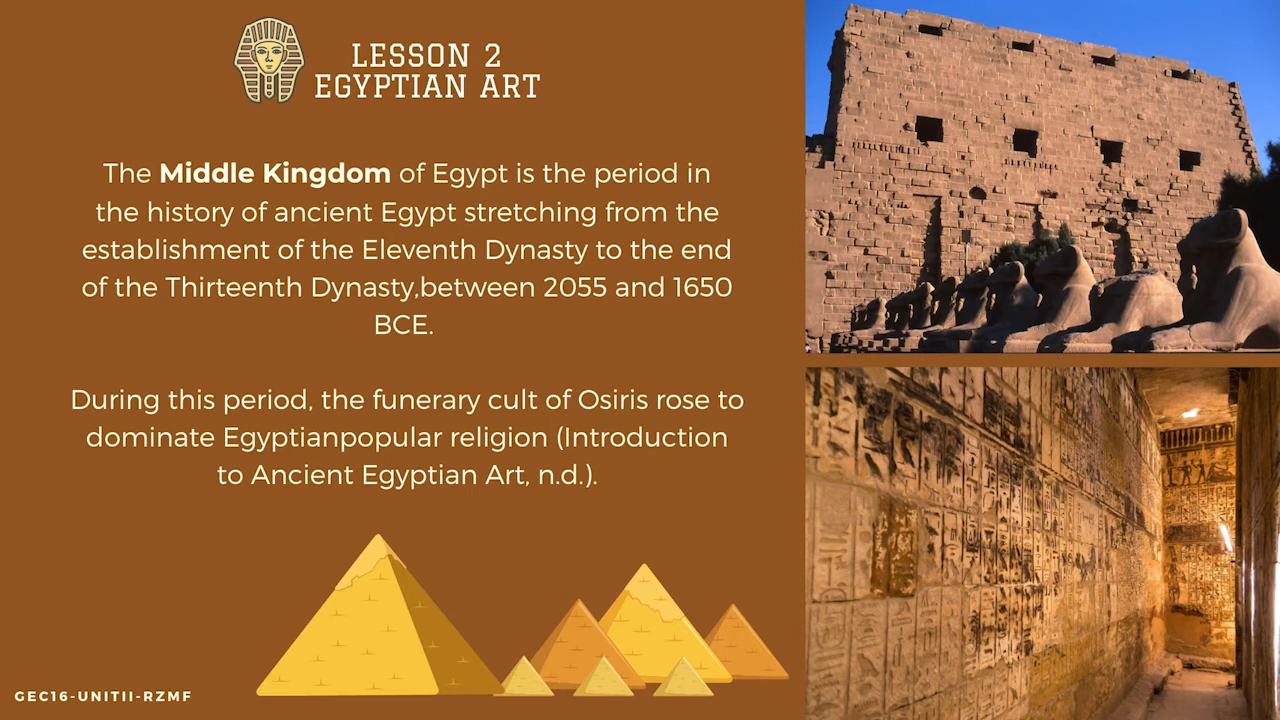 LESSON 2
EGYPTIAN ART
The Middle Kingdom of Egypt is the period in
the history of ancient Egypt stretching from the
establishment of the Eleventh Dynasty to the end
of the Thirteenth Dynasty,between 2055 and 1650
BCE.
During this period, the funerary cult of Osiris rose to
dominate Egyptianpopular religion (Introduction
to Ancient Egyptian Art, n.d.).
GEC16-UNITII-RZMF